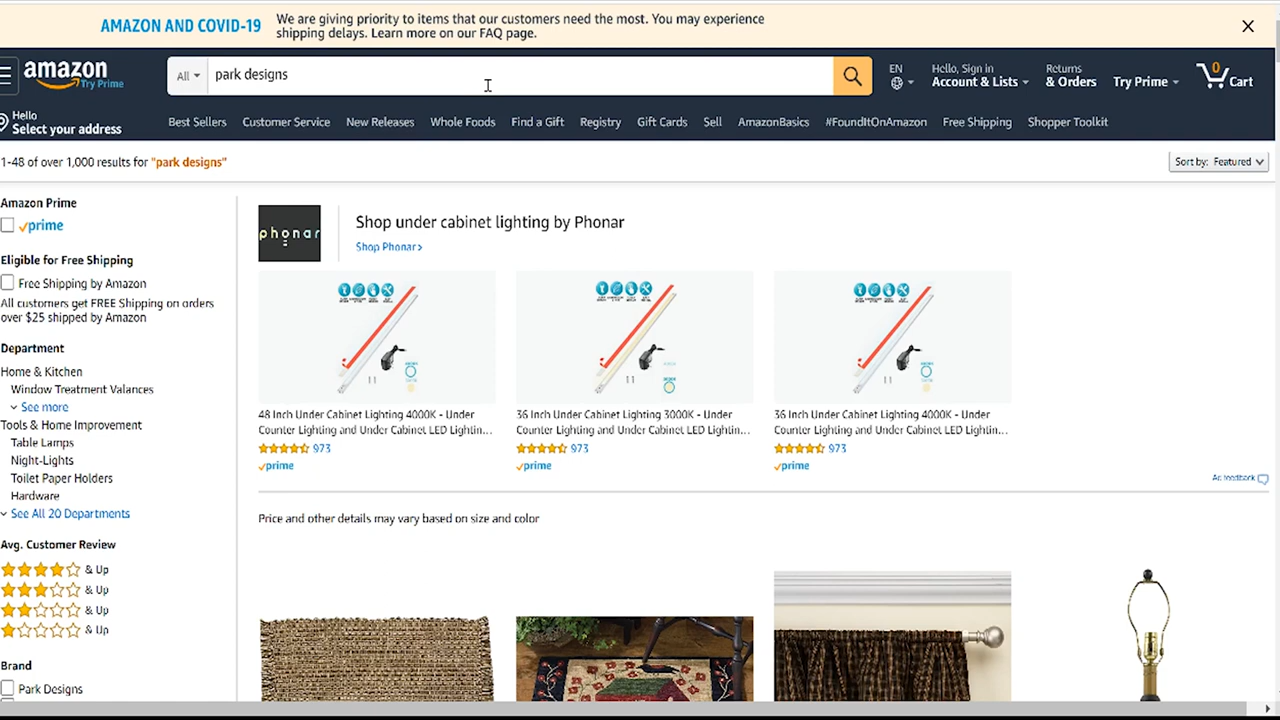 AMAZON AND COVID-19
We are giving priority to items that our customers need the most. You may experience
shipping delays. Learn more on our FAQ page.
amazon
Try Prime
All
park designs
EN
Hello, Sign in
Account & Lists
Returns
& Orders
Try Prime
0
Cart
Hello
Select your address
Best Sellers
Customer Service
New Releases
Whole Foods
Find a Gift
Registry
Gift Cards
Sell
AmazonBasics
#FoundItOnAmazon
Free Shipping
Shopper Toolkit
1-48 of over 1,000 results for "park designs"
Sort by: Featured
Amazon Prime
prime
Eligible for Free Shipping
Free Shipping by Amazon
All customers get FREE Shipping on orders
over $25 shipped by Amazon
Department
Home & Kitchen
Window Treatment Valances
See more
Tools & Home Improvement
Table Lamps
Night-Lights
Toilet Paper Holders
Hardware
See All 20 Departments
Avg. Customer Review
& Up
& Up
& Up
& Up
Brand
Park Designs
phonar
Shop under cabinet lighting by Phonar
Shop Phonar>
48 Inch Under Cabinet Lighting 4000K - Under
Counter Lighting and Under Cabinet LED Lightin...
973
prime
36 Inch Under Cabinet Lighting 3000K - Under
Counter Lighting and Under Cabinet LED Lightin...
973
prime
36 Inch Under Cabinet Lighting 4000K - Under
Counter Lighting and Under Cabinet LED Lightin...
973
prime
Ad feedback
Price and other details may vary based on size and color